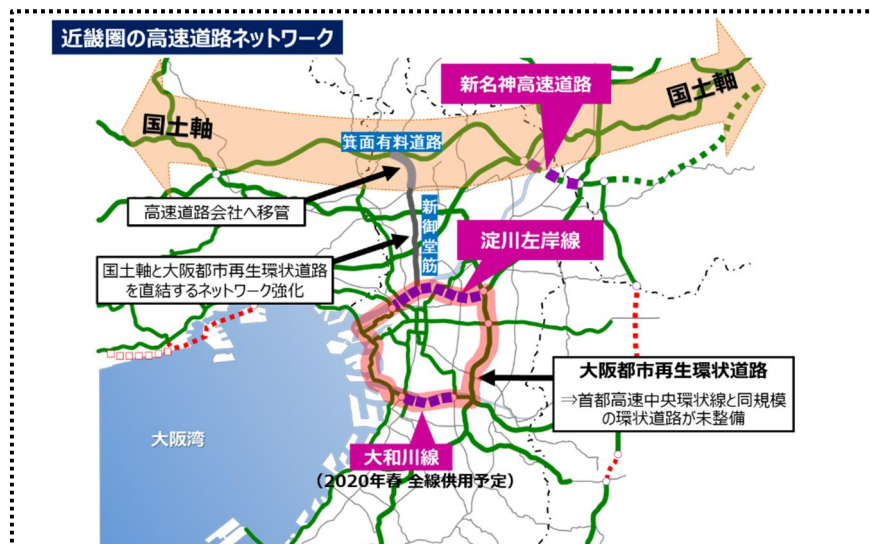 近畿圏の高速道路ネットワーク
新名神高速道路
国土軸
国土軸
箕面有料道路
高速道路会社へ移管
新御堂筋
淀川左岸線
国土軸と大阪都市再生環状道路
を直結するネットワーク強化
大阪都市再生環状道路
⇒首都高速中央環状線と同規模
の環状道路が未整備
大阪湾
大和川線
(2020年春 全線供用予定)